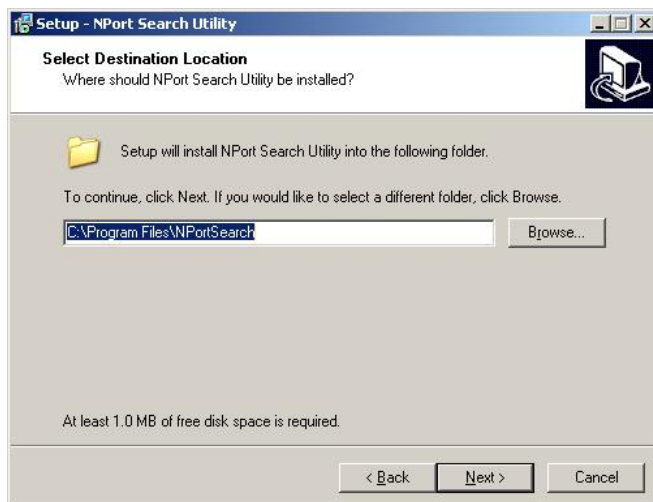 Setup - NPort Search Utility
Select Destination Location
Where should NPort Search Utility be installed?
Setup will install NPort Search Utility into the following folder.
To continue, click Next. If you would like to select a different folder, click Browse.
C:\Program Files\NPortSearch
Browse...
At least 1.0 MB of free disk space is required.
< Back
Next >
Cancel